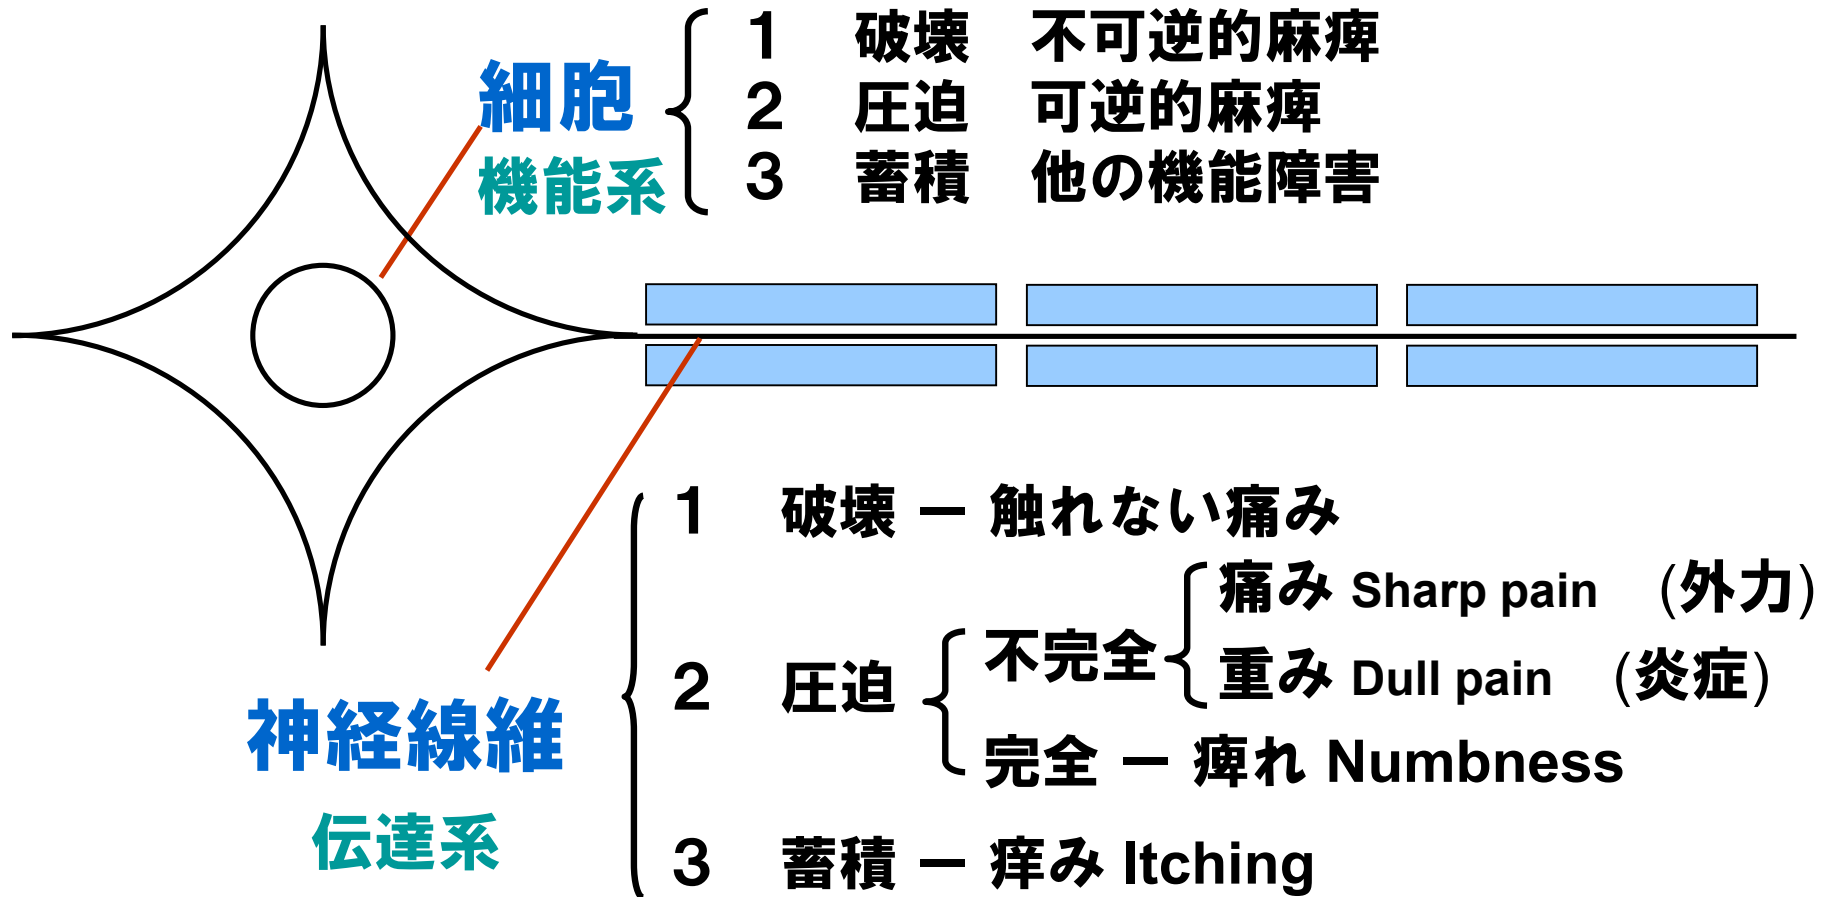 細胞
機能系
1 破壊 不可逆的麻痺
2 圧迫 可逆的麻痺
3 蓄積 他の機能障害
神経線維
伝達系
1 破壊 － 触れない痛み
2 圧迫
不完全
痛み Sharp pain (外力)
重み Dull pain (炎症)
完全 － 痺れ Numbness
3 蓄積 － 痒み Itching